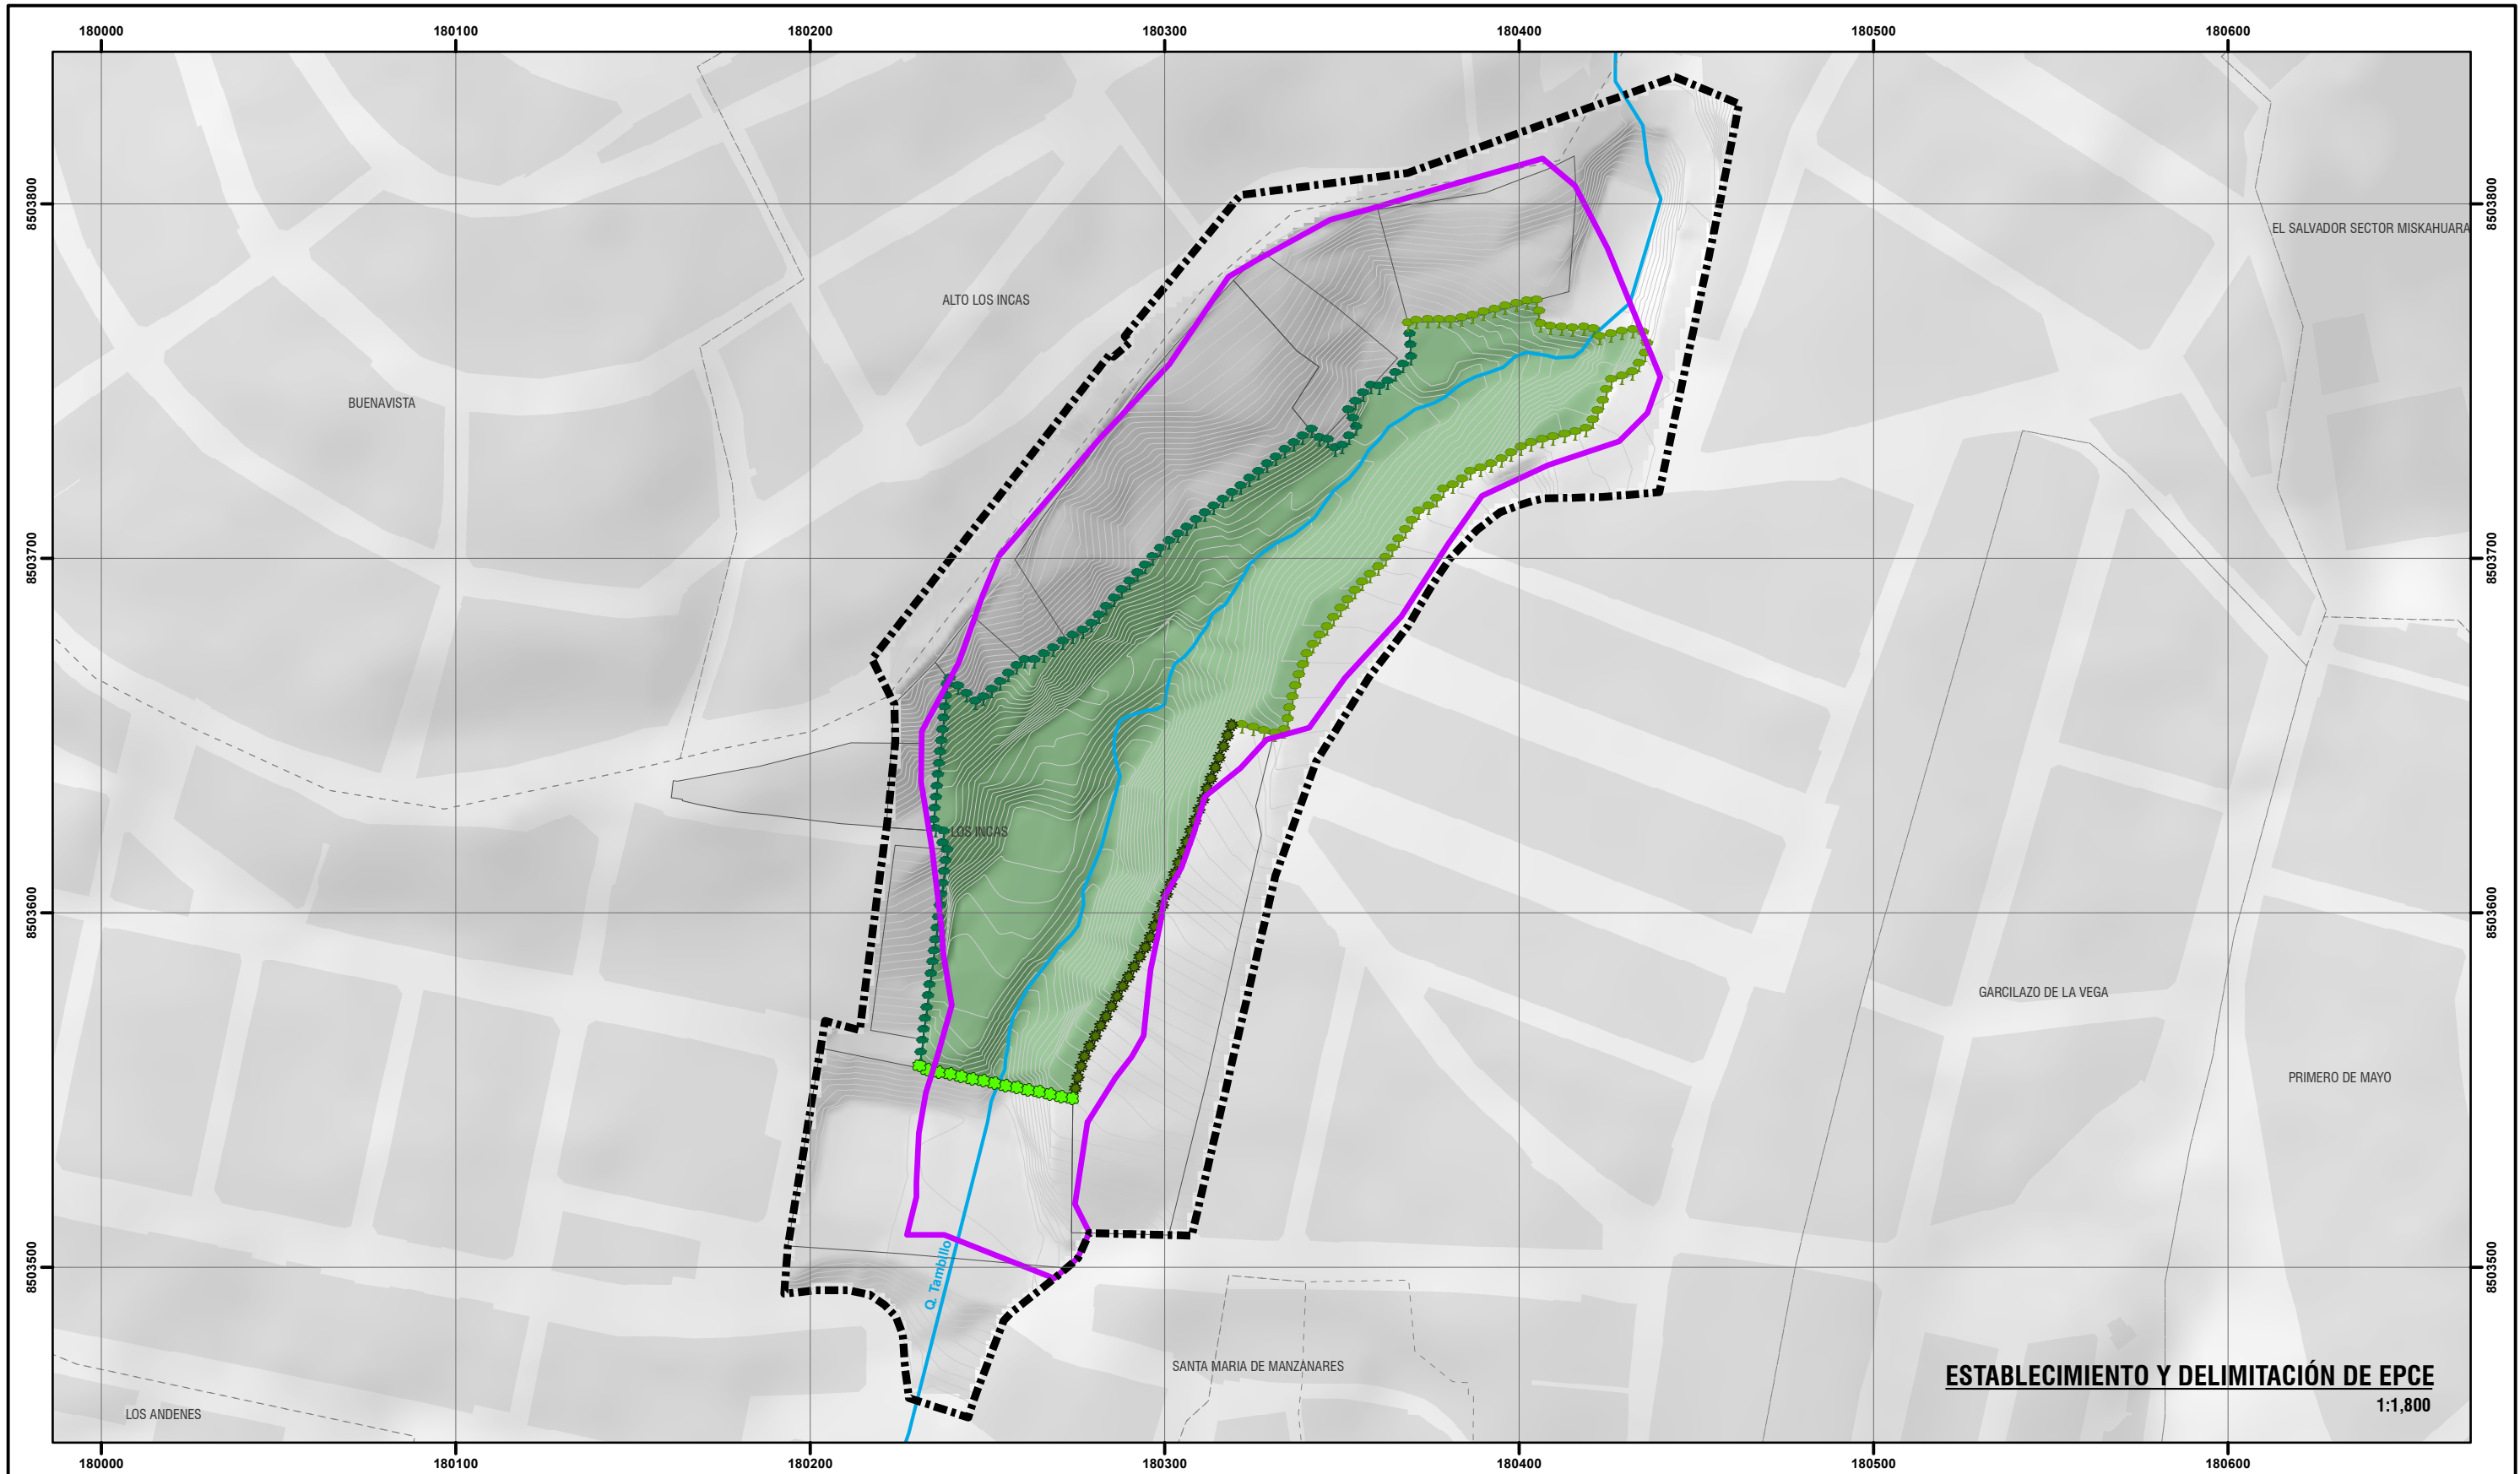 180000 180100 180200 180300 180400 180500 180600
8503800 8503800
EL SALVADOR SECTOR MISKAHUARA
ALTO LOS INCAS
BUENAVISTA
8503700 8503700
LOS INCAS
8503600 8503600
GARCILAZO DE LA VEGA
PRIMERO DE MAYO
8503500 8503500
Q. Tambillo
SANTA MARIA DE MANZANARES
LOS ANDENES
ESTABLECIMIENTO Y DELIMITACIÓN DE EPCE
1:1,800
180000 180100 180200 180300 180400 180500 180600